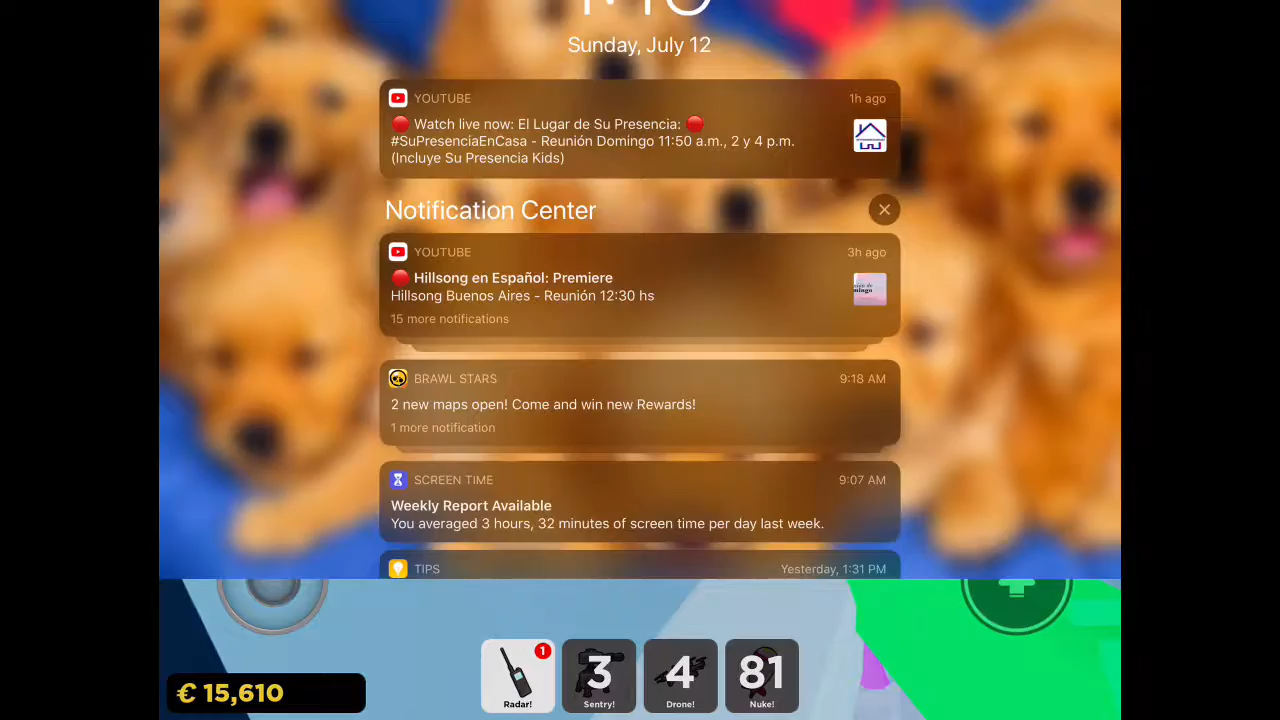 Sunday, July 12
YOUTUBE 1h ago
🔴 Watch live now: El Lugar de Su Presencia: 🔴
#SuPresenciaEnCasa - Reunión Domingo 11:50 a.m., 2 y 4 p.m.
(Incluye Su Presencia Kids)
Notification Center
YOUTUBE 3h ago
🔴 Hillsong en Español: Premiere
Hillsong Buenos Aires - Reunión 12:30 hs
15 more notifications
BRAWL STARS 9:18 AM
2 new maps open! Come and win new Rewards!
1 more notification
SCREEN TIME 9:07 AM
Weekly Report Available
You averaged 3 hours, 32 minutes of screen time per day last week.
TIPS Yesterday, 1:31 PM
1
3 4 81
Radar! Sentry! Drone! Nuke!
€ 15,610